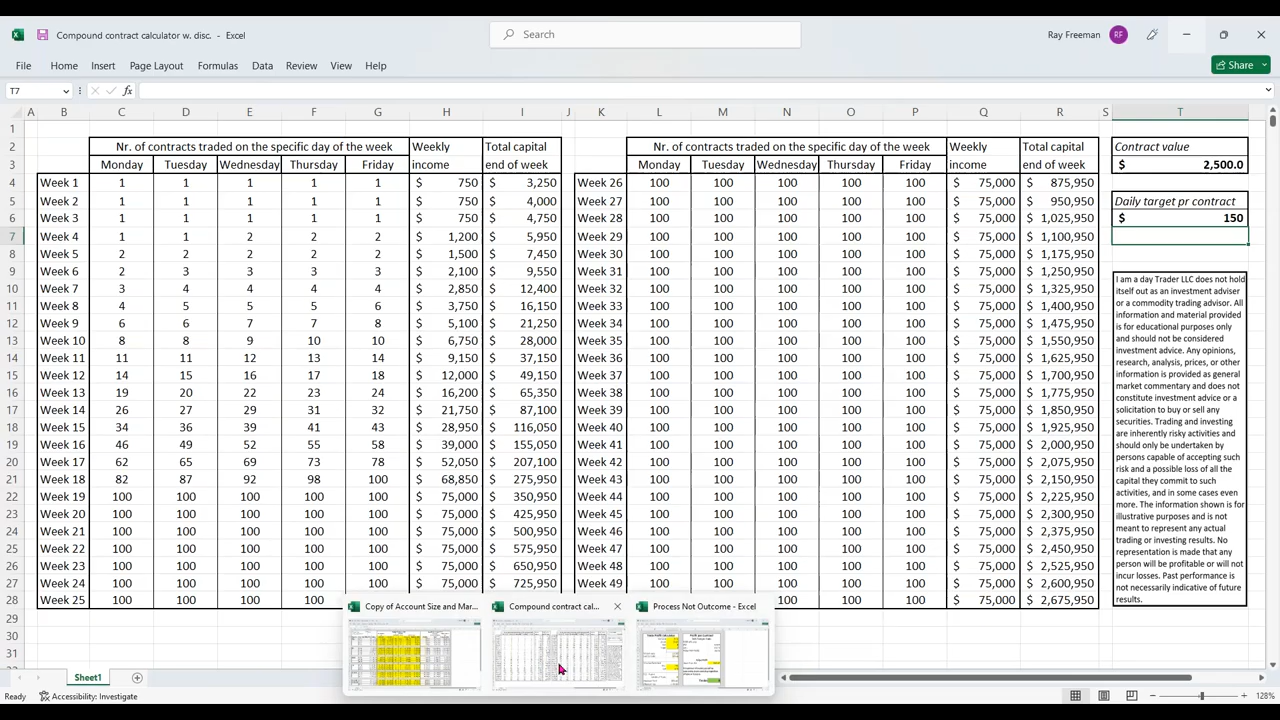 Compound contract calculator w. disc. - Excel
Search
Ray Freeman RF
File Home Insert Page Layout Formulas Data Review View Help
Share
T7
fx
A B C D E F G H I J K L M N O P Q R S T
1
2 Nr. of contracts traded on the specific day of the week Weekly Total capital Nr. of contracts traded on the specific day of the week Weekly Total capital Contract value
3 Monday Tuesday Wednesday Thursday Friday income end of week Monday Tuesday Wednesday Thursday Friday income end of week $ 2,500.0
4 Week 1 1 1 1 1 1 $ 750 $ 3,250 Week 26 100 100 100 100 100 $ 75,000 $ 875,950
5 Week 2 1 1 1 1 1 $ 750 $ 4,000 Week 27 100 100 100 100 100 $ 75,000 $ 950,950 Daily target pr contract
6 Week 3 1 1 1 1 1 $ 750 $ 4,750 Week 28 100 100 100 100 100 $ 75,000 $ 1,025,950 $ 150
7 Week 4 1 1 2 2 2 $ 1,200 $ 5,950 Week 29 100 100 100 100 100 $ 75,000 $ 1,100,950
8 Week 5 2 2 2 2 2 $ 1,500 $ 7,450 Week 30 100 100 100 100 100 $ 75,000 $ 1,175,950
9 Week 6 2 3 3 3 3 $ 2,100 $ 9,550 Week 31 100 100 100 100 100 $ 75,000 $ 1,250,950
10 Week 7 3 4 4 4 4 $ 2,850 $ 12,400 Week 32 100 100 100 100 100 $ 75,000 $ 1,325,950
11 Week 8 4 5 5 5 6 $ 3,750 $ 16,150 Week 33 100 100 100 100 100 $ 75,000 $ 1,400,950
12 Week 9 6 6 7 7 8 $ 5,100 $ 21,250 Week 34 100 100 100 100 100 $ 75,000 $ 1,475,950
13 Week 10 8 8 9 10 10 $ 6,750 $ 28,000 Week 35 100 100 100 100 100 $ 75,000 $ 1,550,950
14 Week 11 11 11 12 13 14 $ 9,150 $ 37,150 Week 36 100 100 100 100 100 $ 75,000 $ 1,625,950
15 Week 12 14 15 16 17 18 $ 12,000 $ 49,150 Week 37 100 100 100 100 100 $ 75,000 $ 1,700,950
16 Week 13 19 20 22 23 24 $ 16,200 $ 65,350 Week 38 100 100 100 100 100 $ 75,000 $ 1,775,950
17 Week 14 26 27 29 31 32 $ 21,750 $ 87,100 Week 39 100 100 100 100 100 $ 75,000 $ 1,850,950
18 Week 15 34 36 39 41 43 $ 28,950 $ 116,050 Week 40 100 100 100 100 100 $ 75,000 $ 1,925,950
19 Week 16 46 49 52 55 58 $ 39,000 $ 155,050 Week 41 100 100 100 100 100 $ 75,000 $ 2,000,950
20 Week 17 62 65 69 73 78 $ 52,050 $ 207,100 Week 42 100 100 100 100 100 $ 75,000 $ 2,075,950
21 Week 18 82 87 92 98 100 $ 68,850 $ 275,950 Week 43 100 100 100 100 100 $ 75,000 $ 2,150,950
22 Week 19 100 100 100 100 100 $ 75,000 $ 350,950 Week 44 100 100 100 100 100 $ 75,000 $ 2,225,950
23 Week 20 100 100 100 100 100 $ 75,000 $ 425,950 Week 45 100 100 100 100 100 $ 75,000 $ 2,300,950
24 Week 21 100 100 100 100 100 $ 75,000 $ 500,950 Week 46 100 100 100 100 100 $ 75,000 $ 2,375,950
25 Week 22 100 100 100 100 100 $ 75,000 $ 575,950 Week 47 100 100 100 100 100 $ 75,000 $ 2,450,950
26 Week 23 100 100 100 100 100 $ 75,000 $ 650,950 Week 48 100 100 100 100 100 $ 75,000 $ 2,525,950
27 Week 24 100 100 100 100 100 $ 75,000 $ 725,950 Week 49 100 100 100 100 100 $ 75,000 $ 2,600,950
28 Week 25 100 100 100 100 100 100 100 $ 75,000 $ 2,675,950
I am a day Trader LLC does not hold
itself out as an investment adviser
or a commodity trading advisor. All
information and material provided
is for educational purposes only
and should not be considered
investment advice. Any opinions,
research, analysis, prices, or other
information is provided as general
market commentary and does not
constitute investment advice or a
solicitation to buy or sell any
securities. Trading and investing
are inherently risky activities and
should only be undertaken by
persons capable of accepting such
risk and a possible loss of all the
capital they commit to such
activities, and in some cases even
more. The information shown is for
illustrative purposes and is not
meant to represent any actual
trading or investing results. No
representation is made that any
person will be profitable or will not
incur losses. Past performance is
not necessarily indicative of future
results.
Copy of Account Size and Mar... Compound contract cal... Process Not Outcome - Excel
29
30
31
Sheet1
Ready Accessibility: Investigate 128%